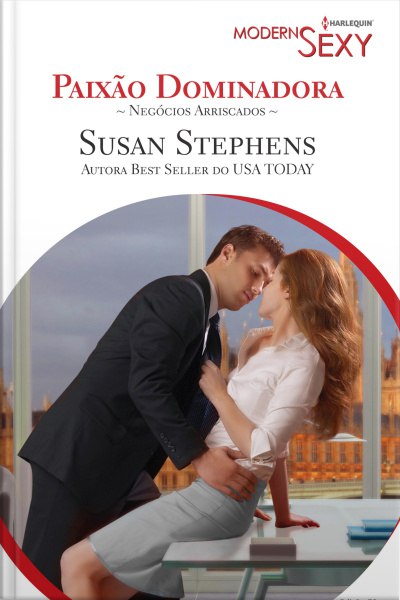 HARLEQUIN
MODERN SEXY
PAIXÃO DOMINADORA
~ NEGÓCIOS ARRISCADOS ~
SUSAN STEPHENS
AUTORA BEST SELLER DO USA TODAY